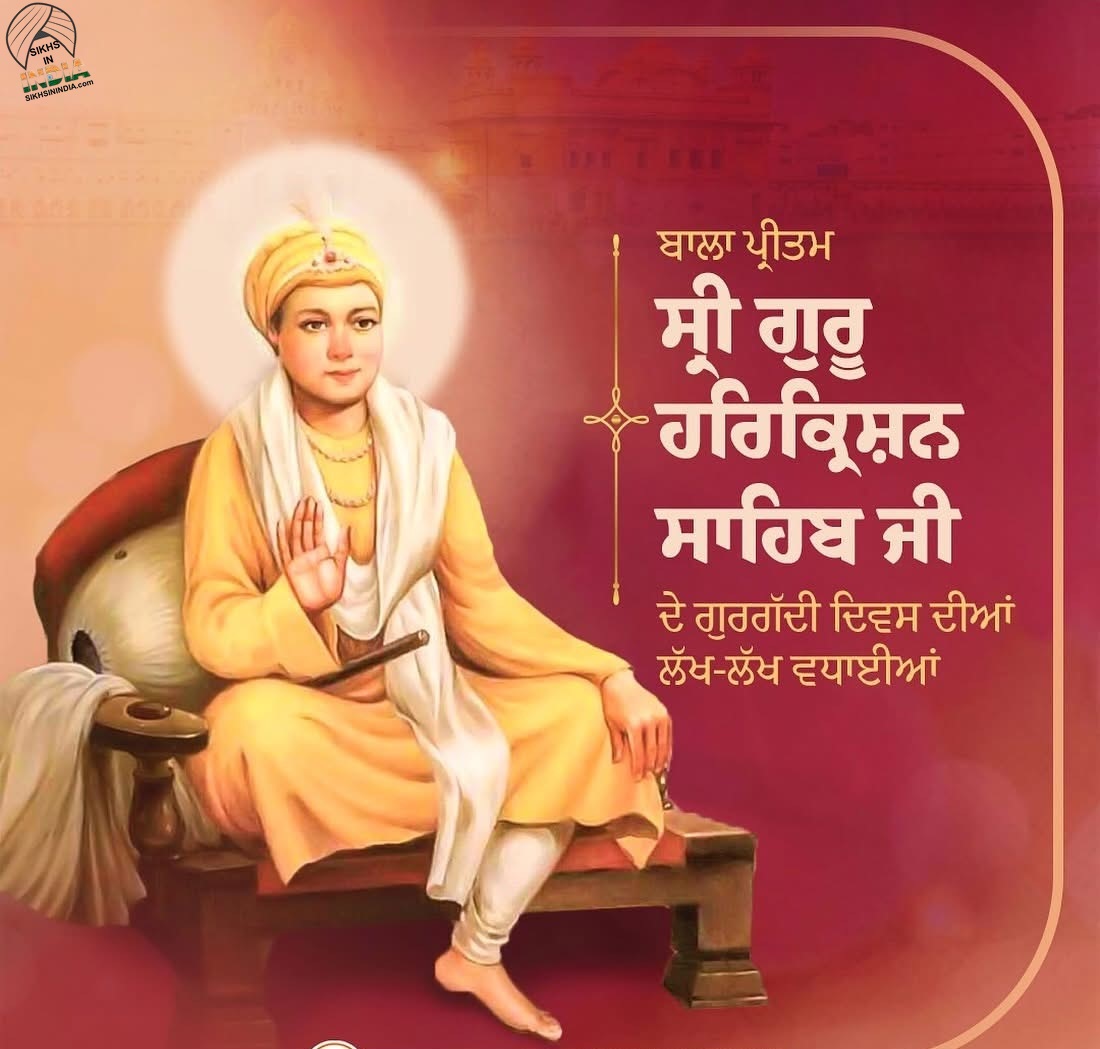 SIKHS
IN
INDIA
SIKHSININDIA.com
ਬਾਲਾ ਪ੍ਰੀਤਮ
ਸ੍ਰੀ ਗੁਰੂ
ਹਰਿਕ੍ਰਿਸ਼ਨ
ਸਾਹਿਬ ਜੀ
ਦੇ ਗੁਰਗੱਦੀ ਦਿਵਸ ਦੀਆਂ
ਲੱਖ-ਲੱਖ ਵਧਾਈਆਂ